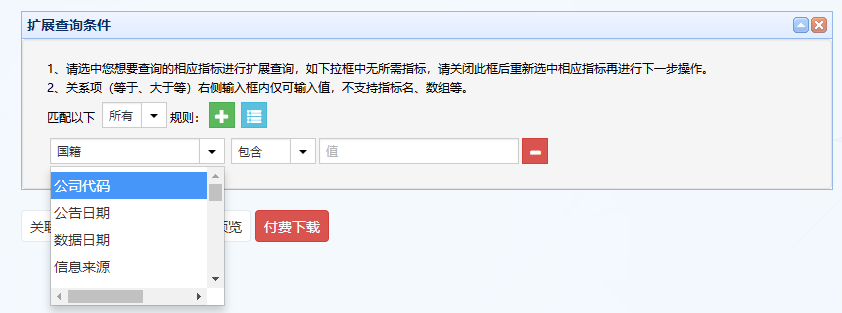 扩展查询条件
1、请选中您想要查询的相应指标进行扩展查询，如下拉框中无所需指标，请关闭此框后重新选中相应指标再进行下一步操作。
2、关系项（等于、大于等）右侧输入框内仅可输入值，不支持指标名、数组等。
匹配以下 所有 规则：
国籍 包含 值
公司代码
公告日期
数据日期
信息来源
关联 预览 付费下载